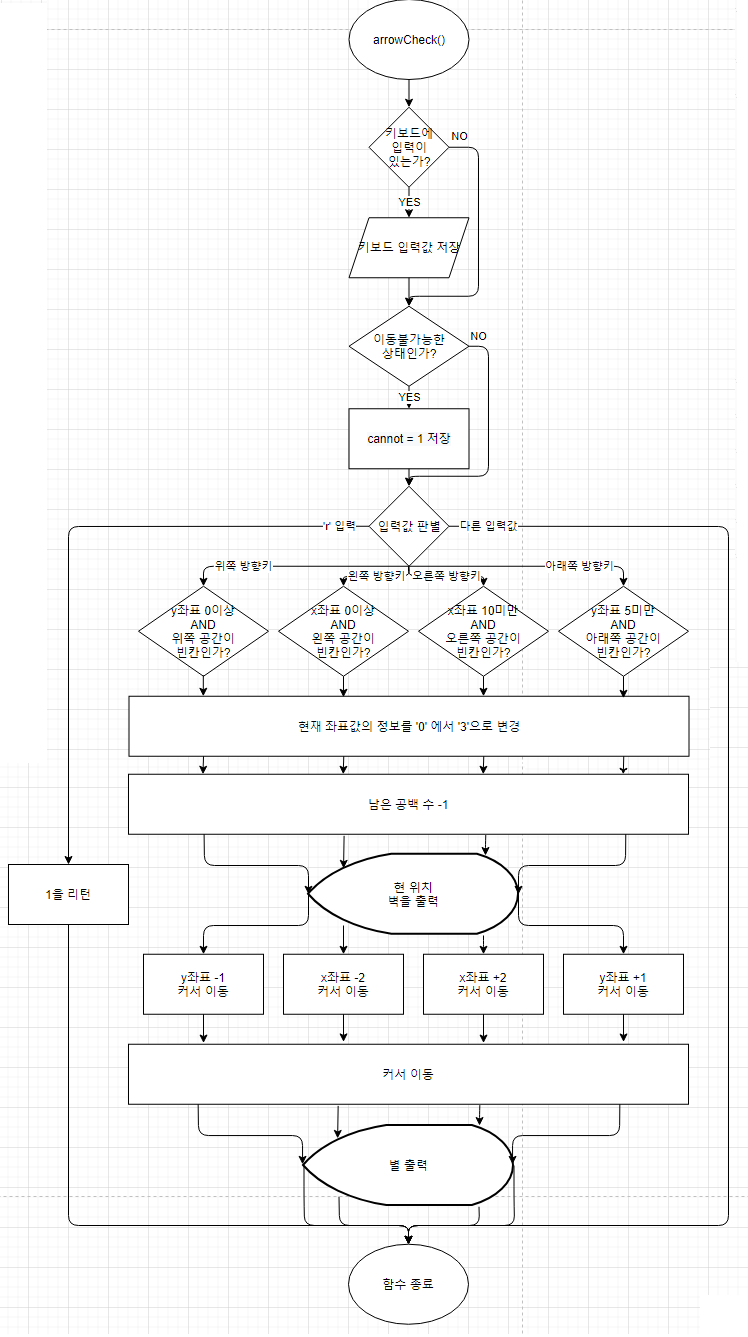 arrowCheck()
키보드에
입력이
있는가?
NO
YES
키보드 입력값 저장
이동불가능한
상태인가?
NO
YES
cannot = 1 저장
'r' 입력
입력값 판별
다른 입력값
위쪽 방향키
왼쪽 방향키
오른쪽 방향키
아래쪽 방향키
y좌표 0이상
AND
위쪽 공간이
빈칸인가?
x좌표 0이상
AND
왼쪽 공간이
빈칸인가?
x좌표 10미만
AND
오른쪽 공간이
빈칸인가?
y좌표 5미만
AND
아래쪽 공간이
빈칸인가?
현재 좌표값의 정보를 '0' 에서 '3'으로 변경
남은 공백 수 -1
1을 리턴
현 위치
벽을 출력
y좌표 -1
커서 이동
x좌표 -2
커서 이동
x좌표 +2
커서 이동
y좌표 +1
커서 이동
커서 이동
별 출력
함수 종료